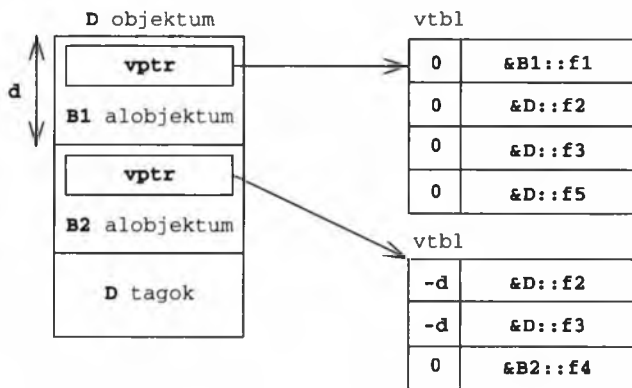 D objektum
vtbl
vptr
0 &B1::f1
d
B1 alobjektum
0 &D::f2
0 &D::f3
vptr
0 &D::f5
B2 alobjektum
vtbl
-d &D::f2
D tagok
-d &D::f3
0 &B2::f4